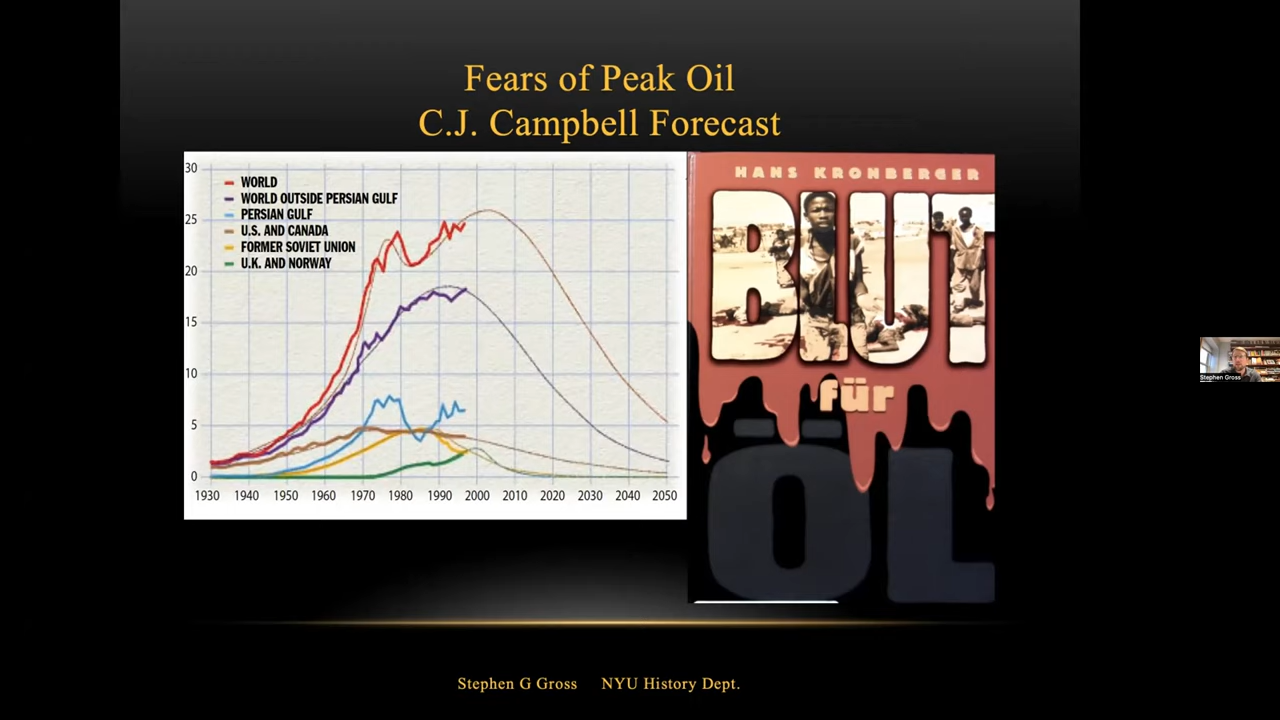 Fears of Peak Oil
C.J. Campbell Forecast
30
25
20
15
10
5
0
WORLD
WORLD OUTSIDE PERSIAN GULF
PERSIAN GULF
U.S. AND CANADA
FORMER SOVIET UNION
U.K. AND NORWAY
1930 1940 1950 1960 1970 1980 1990 2000 2010 2020 2030 2040 2050
HANS KRONBERGER
BLUT
für
ÖL
Stephen Gross
Stephen G Gross NYU History Dept.